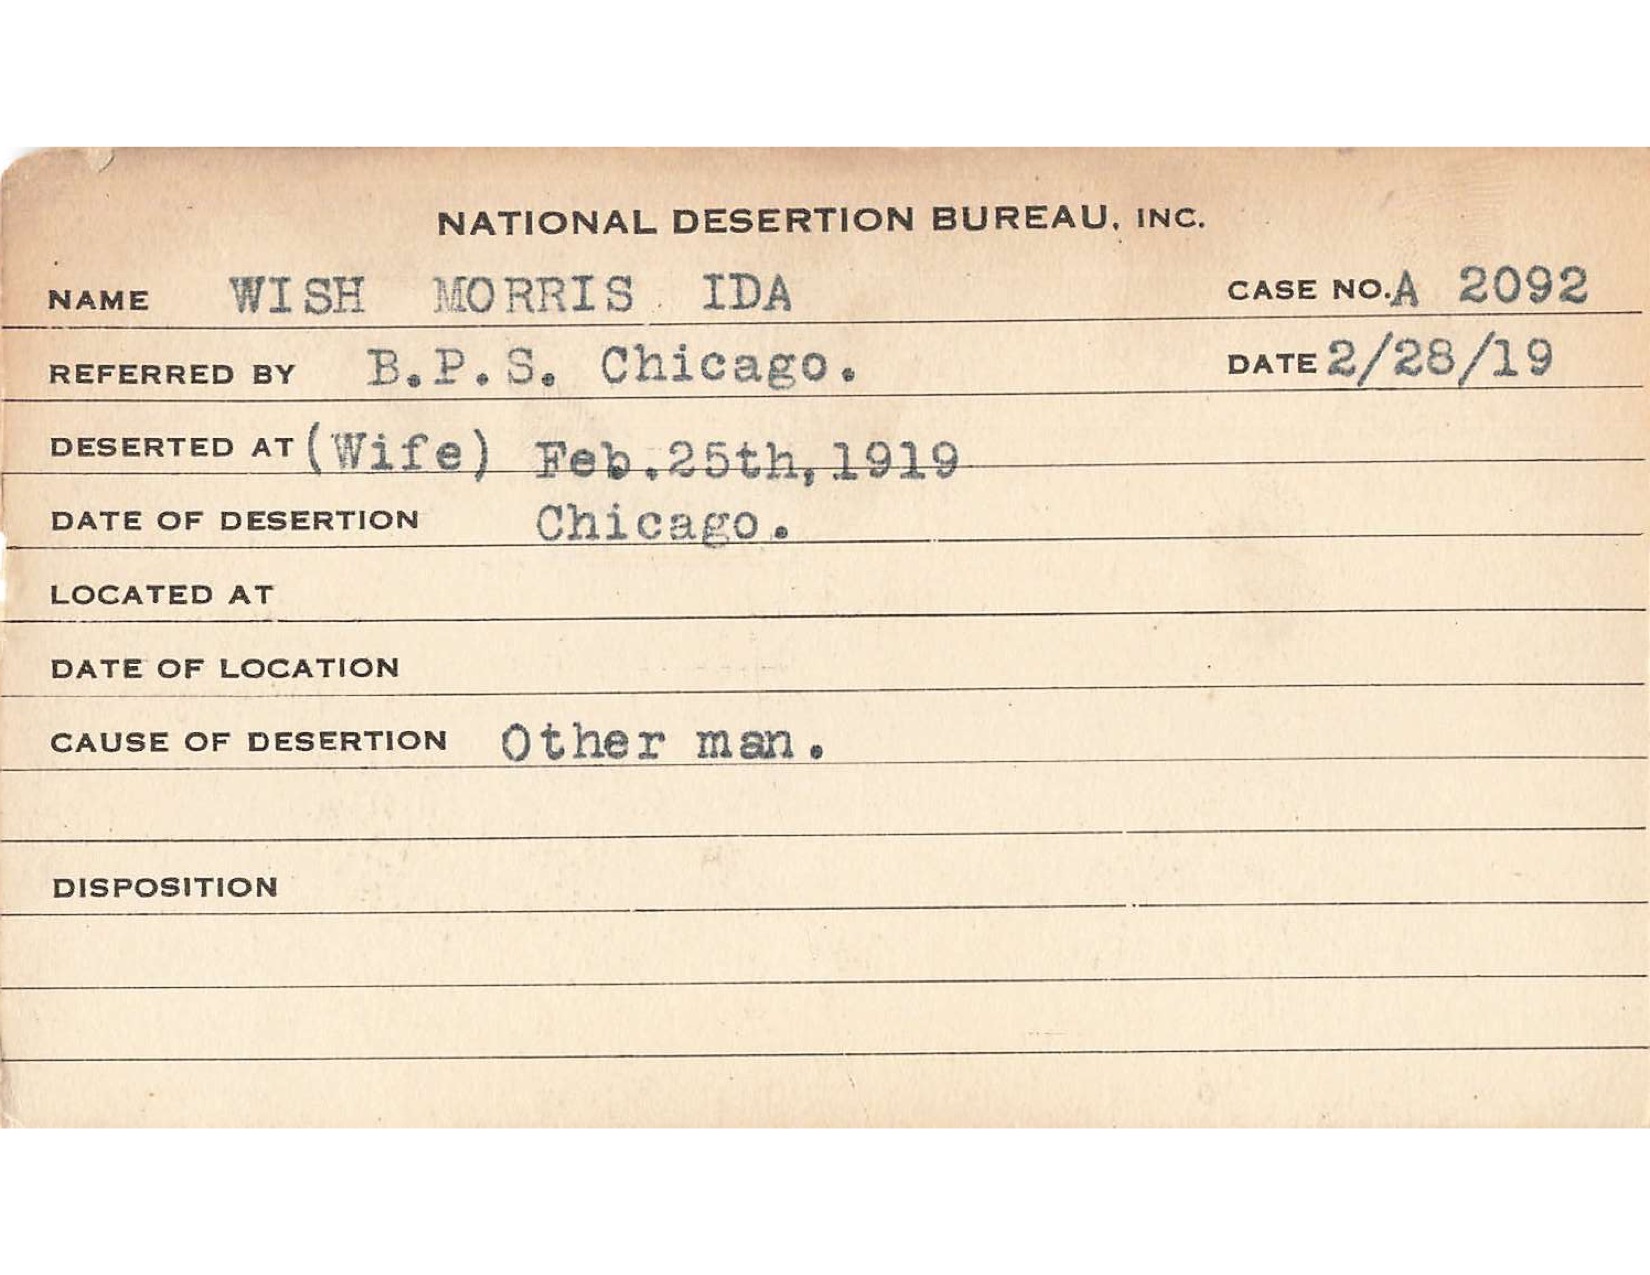 NATIONAL DESERTION BUREAU, INC.
NAME WISH MORRIS IDA CASE NO. A 2092
REFERRED BY B.P.S. Chicago. DATE 2/28/19
DESERTED AT (Wife) Feb.25th,1919
DATE OF DESERTION Chicago.
LOCATED AT
DATE OF LOCATION
CAUSE OF DESERTION Other man.
DISPOSITION